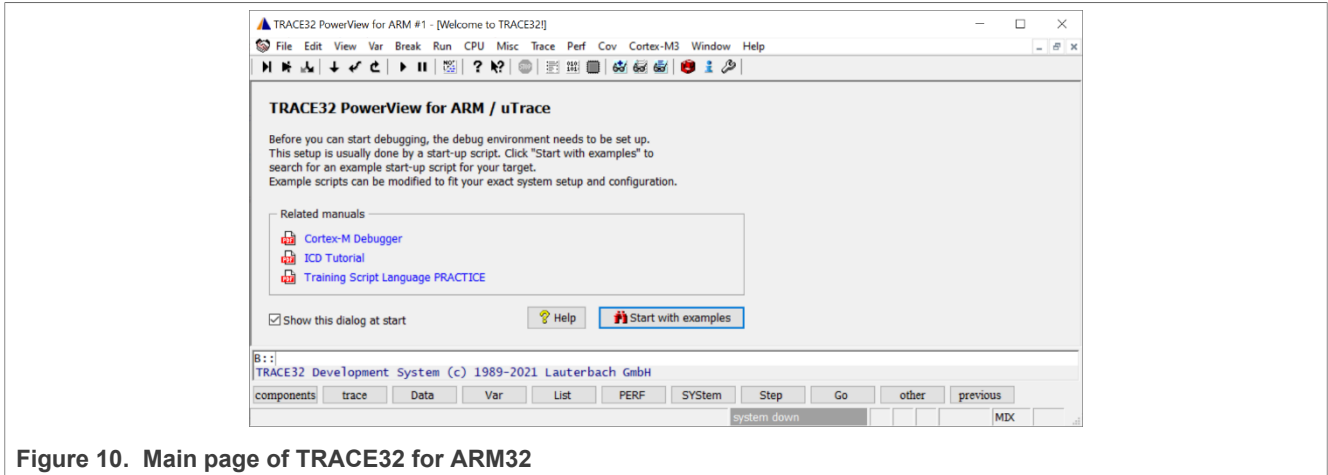 TRACE32 PowerView for ARM #1 - [Welcome to TRACE32!]
File Edit View Var Break Run CPU Misc Trace Perf Cov Cortex-M3 Window Help
TRACE32 PowerView for ARM / uTrace
Before you can start debugging, the debug environment needs to be set up.
This setup is usually done by a start-up script. Click "Start with examples" to
search for an example start-up script for your target.
Example scripts can be modified to fit your exact system setup and configuration.
Related manuals
Cortex-M Debugger
ICD Tutorial
Training Script Language PRACTICE
Show this dialog at start
Help
Start with examples
B::
TRACE32 Development System (c) 1989-2021 Lauterbach GmbH
components trace Data Var List PERF SYStem Step Go other previous
system down MIX
Figure 10. Main page of TRACE32 for ARM32